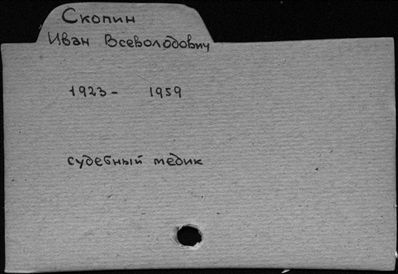 Скопин
Иван Всеволодович
1923- 1959
судебный медик